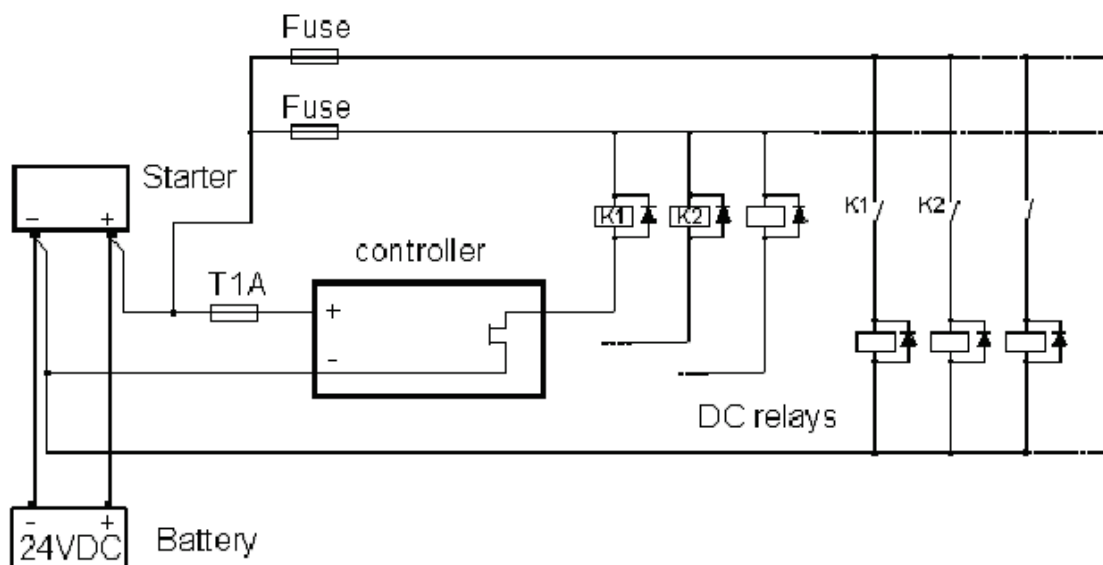 Fuse
Fuse
Starter
- +
K1 K2
K1 K2
controller
T1A
+
-
DC relays
- +
24VDC
Battery